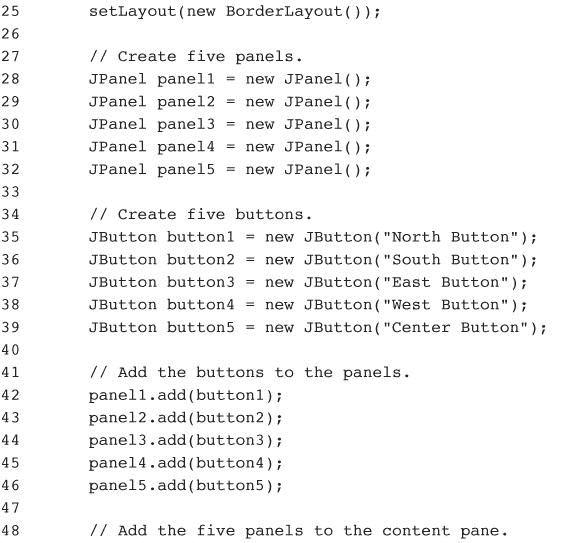 25 setLayout(new BorderLayout());
26
27 // Create five panels.
28 JPanel panel1 = new JPanel();
29 JPanel panel2 = new JPanel();
30 JPanel panel3 = new JPanel();
31 JPanel panel4 = new JPanel();
32 JPanel panel5 = new JPanel();
33
34 // Create five buttons.
35 JButton button1 = new JButton("North Button");
36 JButton button2 = new JButton("South Button");
37 JButton button3 = new JButton("East Button");
38 JButton button4 = new JButton("West Button");
39 JButton button5 = new JButton("Center Button");
40
41 // Add the buttons to the panels.
42 panel1.add(button1);
43 panel2.add(button2);
44 panel3.add(button3);
45 panel4.add(button4);
46 panel5.add(button5);
47
48 // Add the five panels to the content pane.